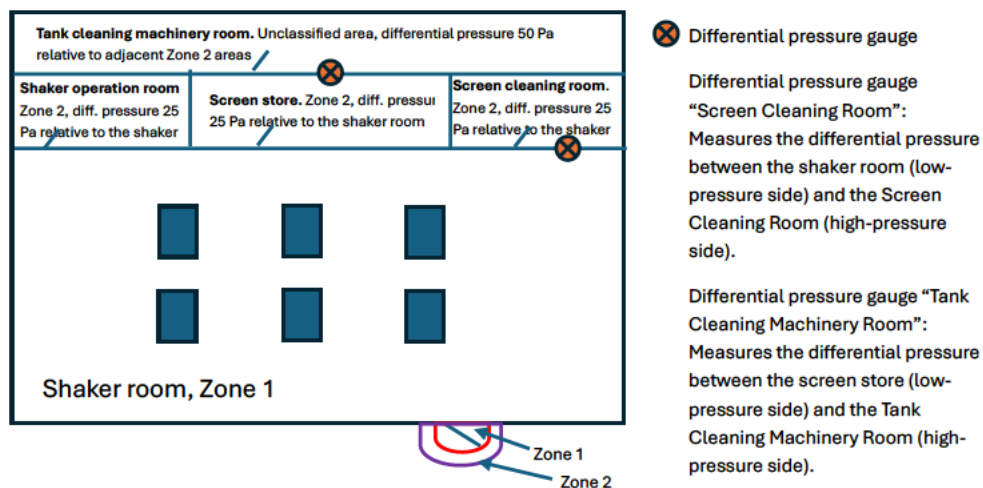 Tank cleaning machinery room. Unclassified area, differential pressure 50 Pa
relative to adjacent Zone 2 areas
Shaker operation room
Zone 2, diff. pressure 25
Pa relative to the shaker
Screen store. Zone 2, diff. pressur
25 Pa relative to the shaker room
Screen cleaning room.
Zone 2, diff. pressure 25
Pa relative to the shaker
Shaker room, Zone 1
Zone 1
Zone 2
Differential pressure gauge
Differential pressure gauge
“Screen Cleaning Room”:
Measures the differential pressure
between the shaker room (low-
pressure side) and the Screen
Cleaning Room (high-pressure
side).
Differential pressure gauge “Tank
Cleaning Machinery Room”:
Measures the differential pressure
between the screen store (low-
pressure side) and the Tank
Cleaning Machinery Room (high-
pressure side).